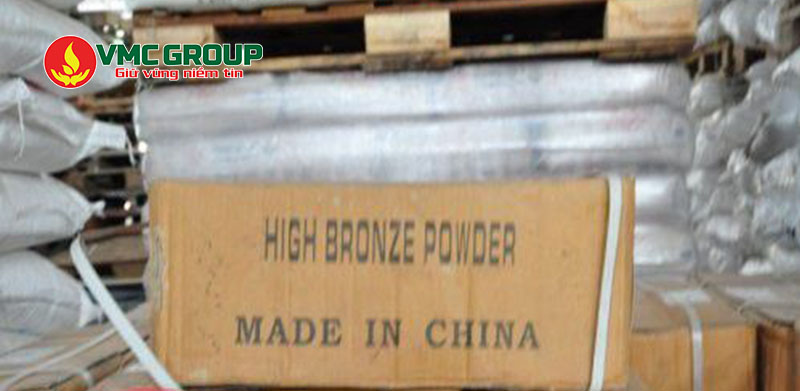 VMC GROUP
Giữ vững niềm tin
HIGH BRONZE POWDER
MADE IN CHINA